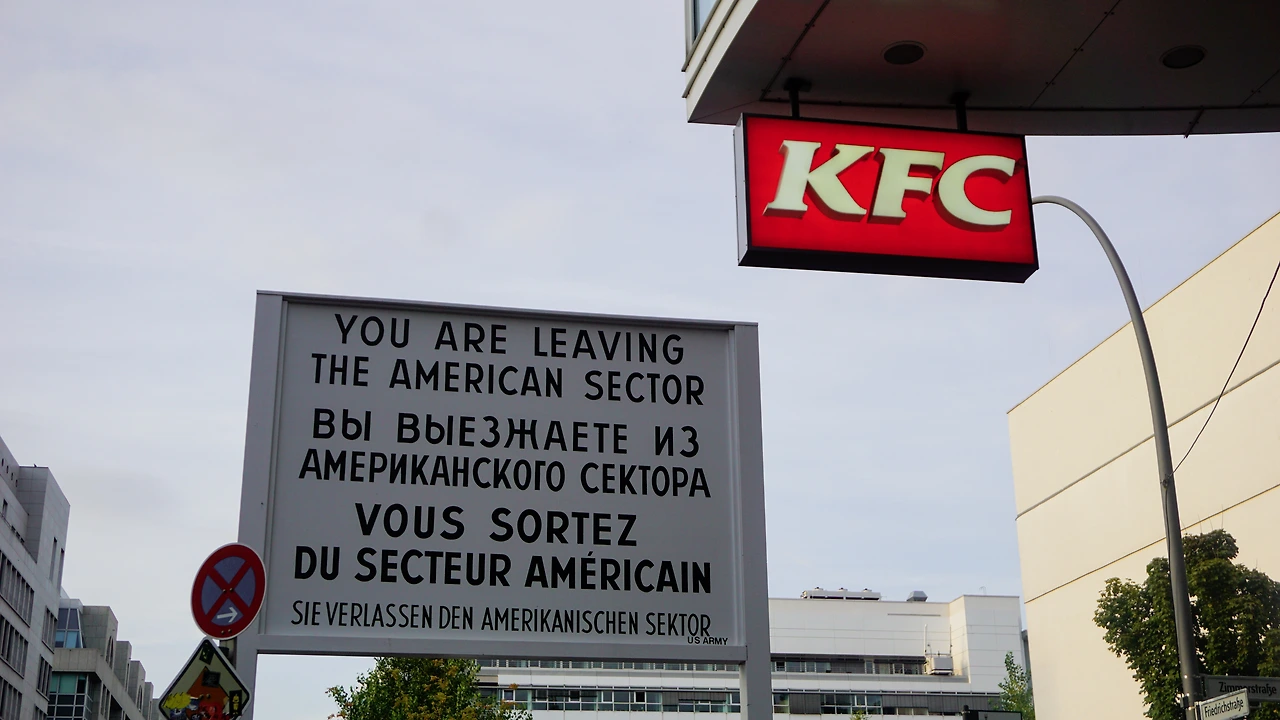 KFC
YOU ARE LEAVING
THE AMERICAN SECTOR
ВЫ ВЫЕЗЖАЕТЕ ИЗ
АМЕРИКАНСКОГО СЕКТОРА
VOUS SORTEZ
DU SECTEUR AMÉRICAIN
SIE VERLASSEN DEN AMERIKANISCHEN SEKTOR
US ARMY
Zimmerstraße
Friedrichstraße